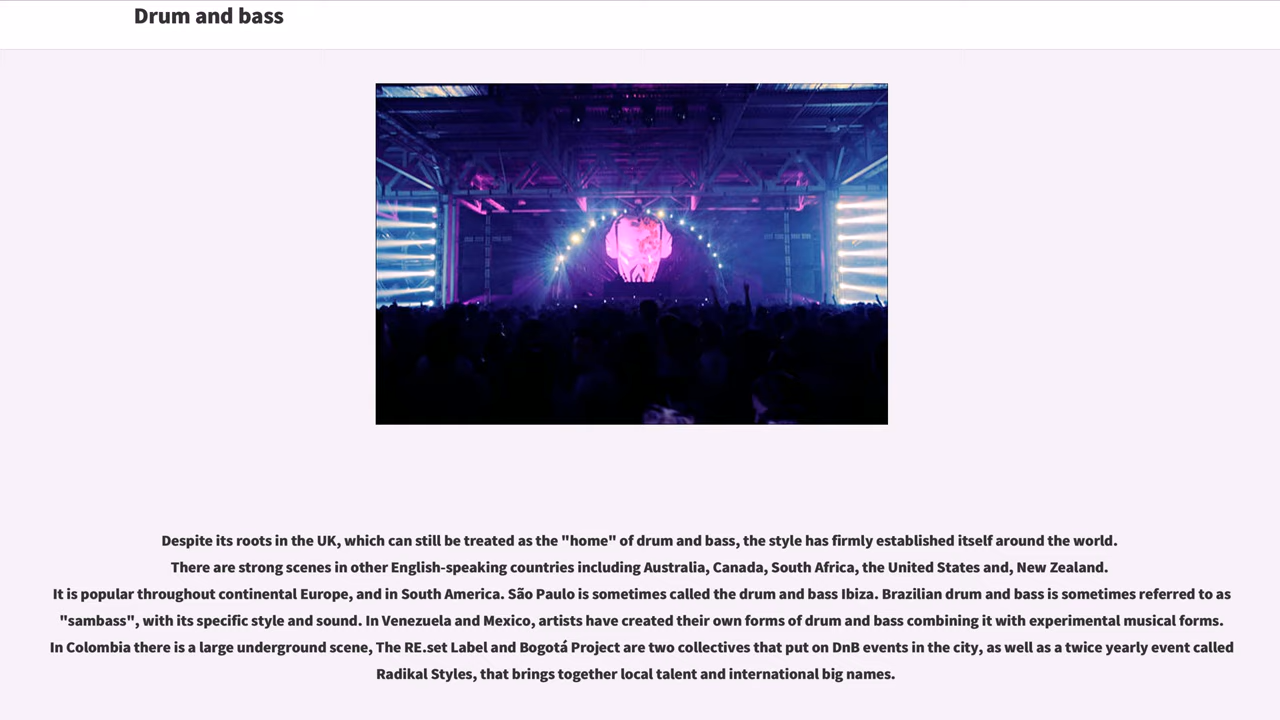 Drum and bass
Despite its roots in the UK, which can still be treated as the "home" of drum and bass, the style has firmly established itself around the world.
There are strong scenes in other English-speaking countries including Australia, Canada, South Africa, the United States and, New Zealand.
It is popular throughout continental Europe, and in South America. São Paulo is sometimes called the drum and bass Ibiza. Brazilian drum and bass is sometimes referred to as
"sambass", with its specific style and sound. In Venezuela and Mexico, artists have created their own forms of drum and bass combining it with experimental musical forms.
In Colombia there is a large underground scene, The RE.set Label and Bogotá Project are two collectives that put on DnB events in the city, as well as a twice yearly event called
Radikal Styles, that brings together local talent and international big names.